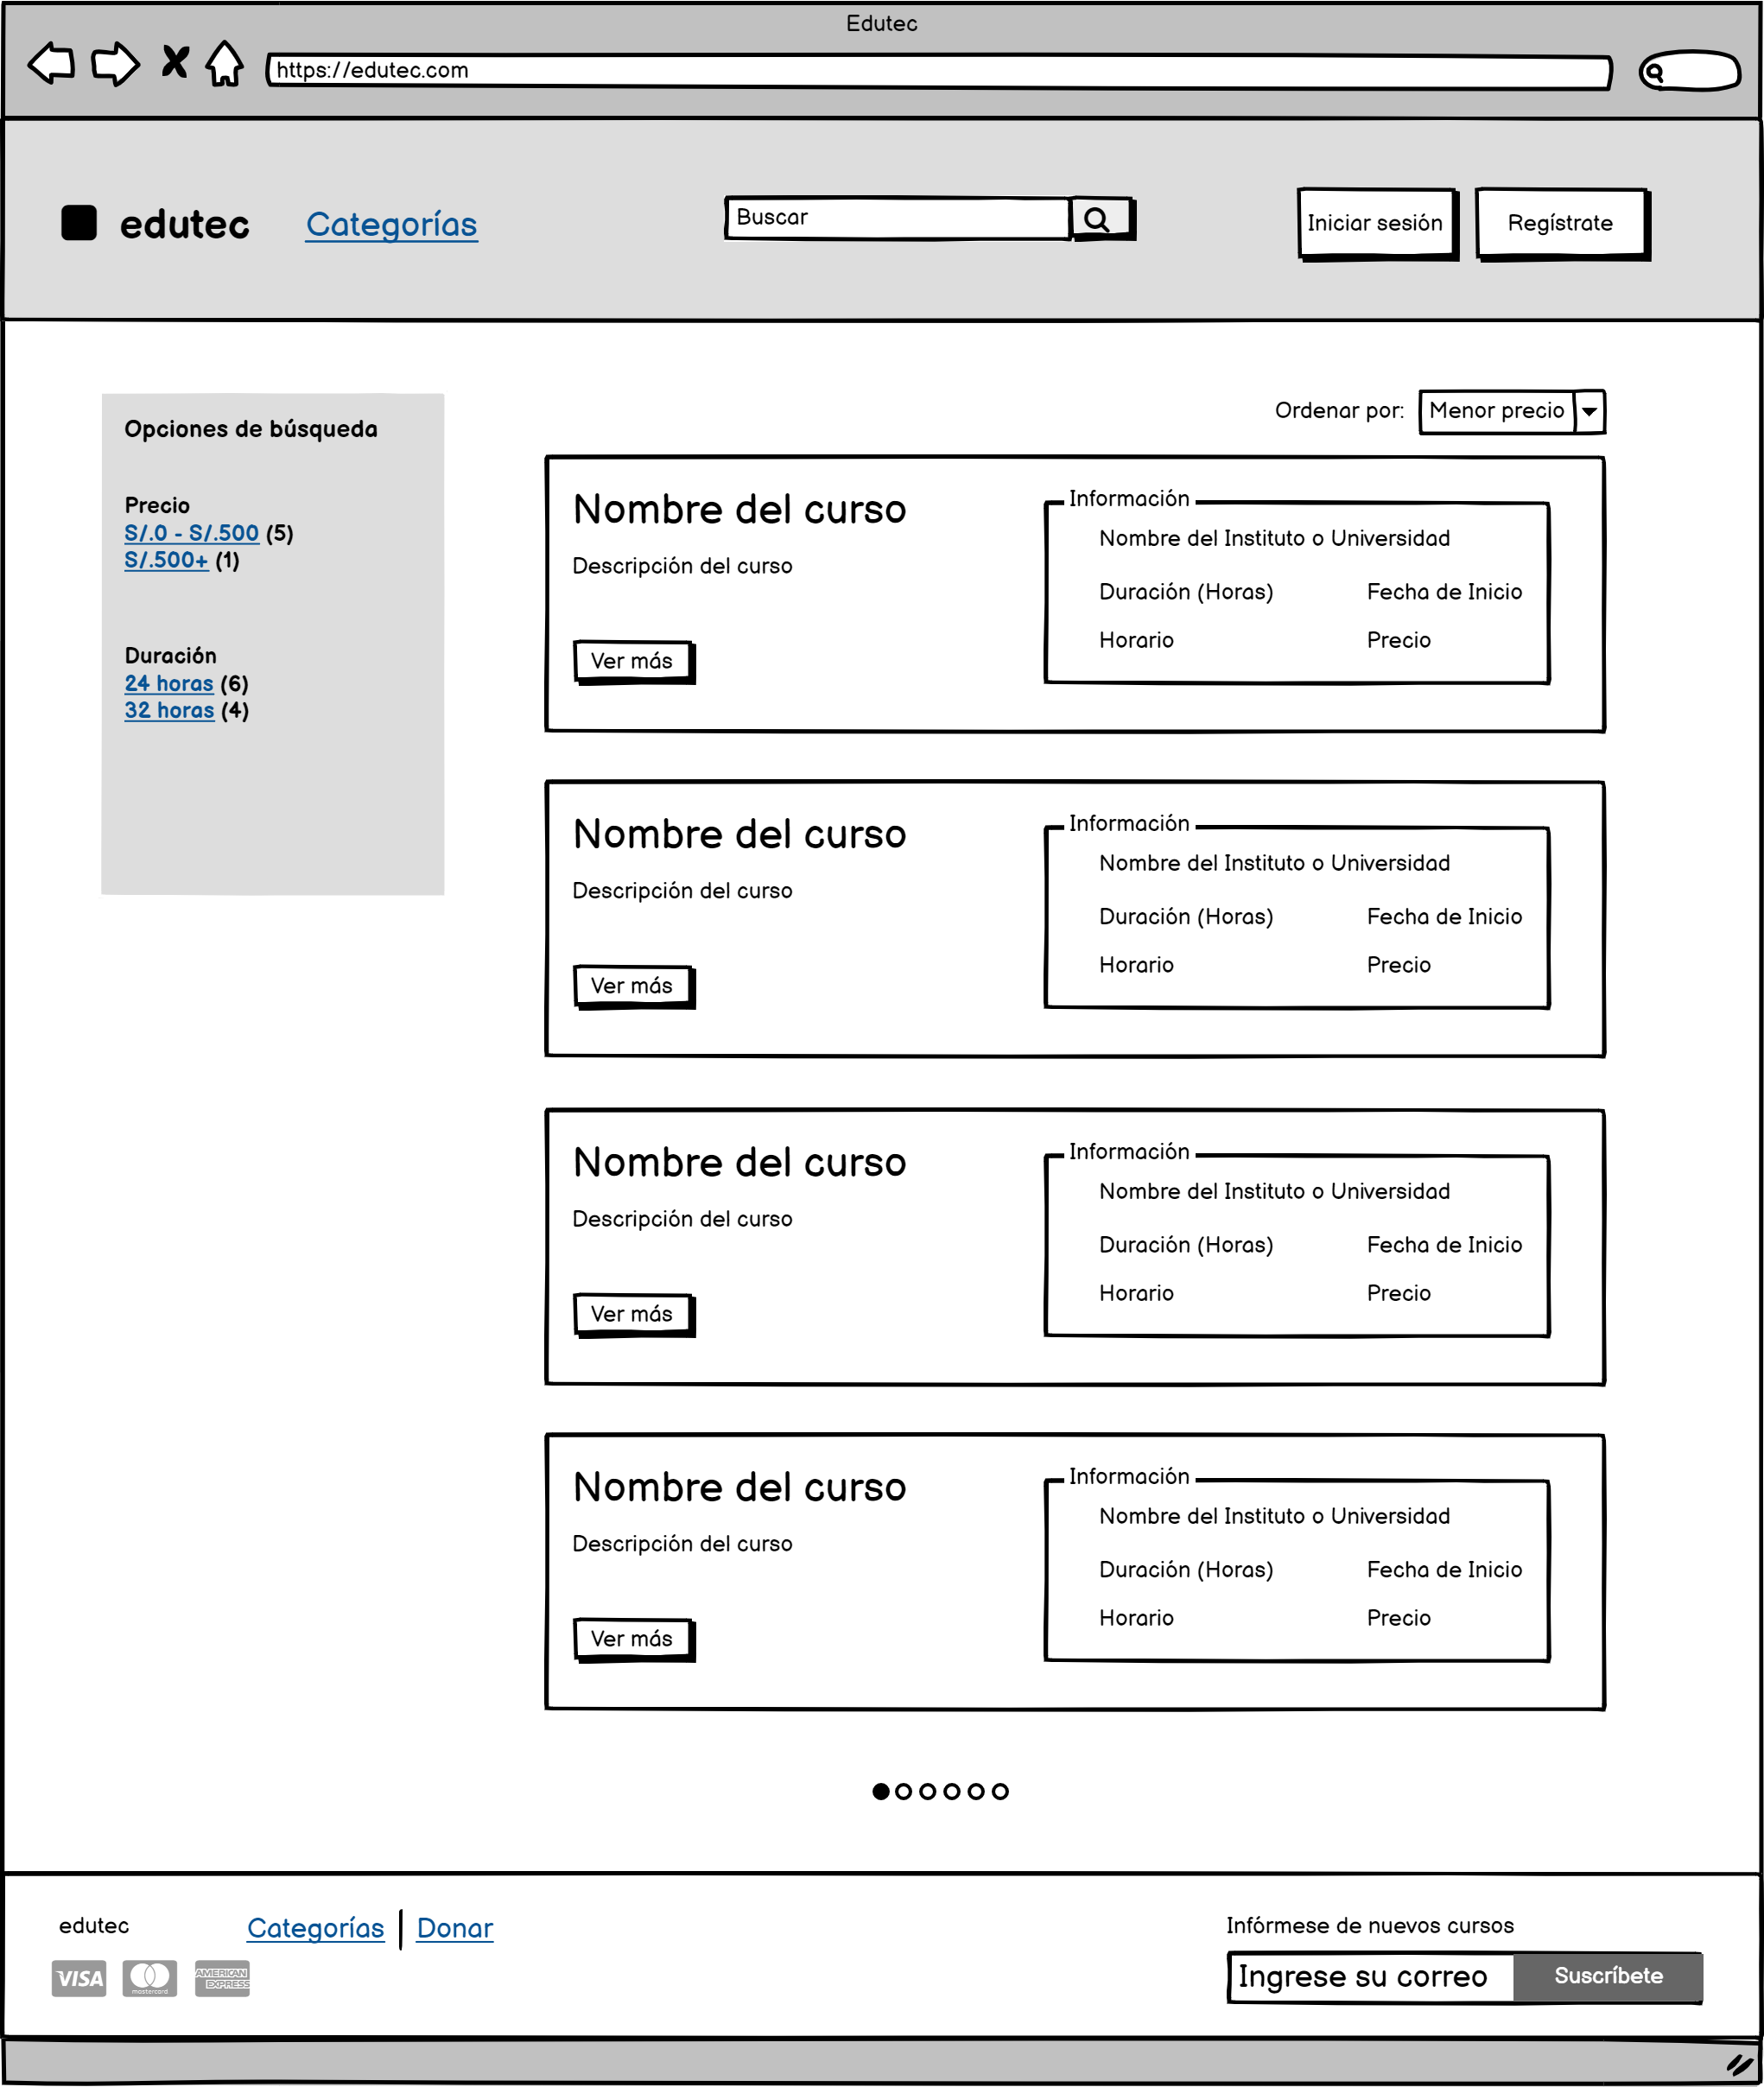 Edutec
https://edutec.com
edutec Categorías Buscar Iniciar sesión Regístrate
Opciones de búsqueda
Precio
S/.0 - S/.500 (5)
S/.500+ (1)
Duración
24 horas (6)
32 horas (4)
Ordenar por: Menor precio
Nombre del curso
Descripción del curso
Ver más
Información
Nombre del Instituto o Universidad
Duración (Horas) Fecha de Inicio
Horario Precio
Nombre del curso
Descripción del curso
Ver más
Información
Nombre del Instituto o Universidad
Duración (Horas) Fecha de Inicio
Horario Precio
Nombre del curso
Descripción del curso
Ver más
Información
Nombre del Instituto o Universidad
Duración (Horas) Fecha de Inicio
Horario Precio
Nombre del curso
Descripción del curso
Ver más
Información
Nombre del Instituto o Universidad
Duración (Horas) Fecha de Inicio
Horario Precio
edutec Categorías Donar
VISA mastercard AMERICAN EXPRESS
Infórmese de nuevos cursos
Ingrese su correo Suscríbete